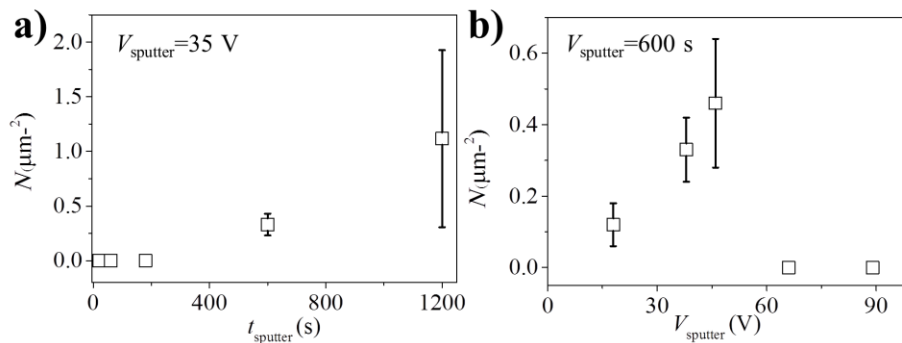 a)
V_sputter=35 V
N(μm-²)
2.0
1.5
1.0
0.5
0.0
0
400
800
1200
t_sputter (s)
b)
V_sputter=600 s
N(μm-²)
0.6
0.4
0.2
0.0
0
30
60
90
V_sputter (V)